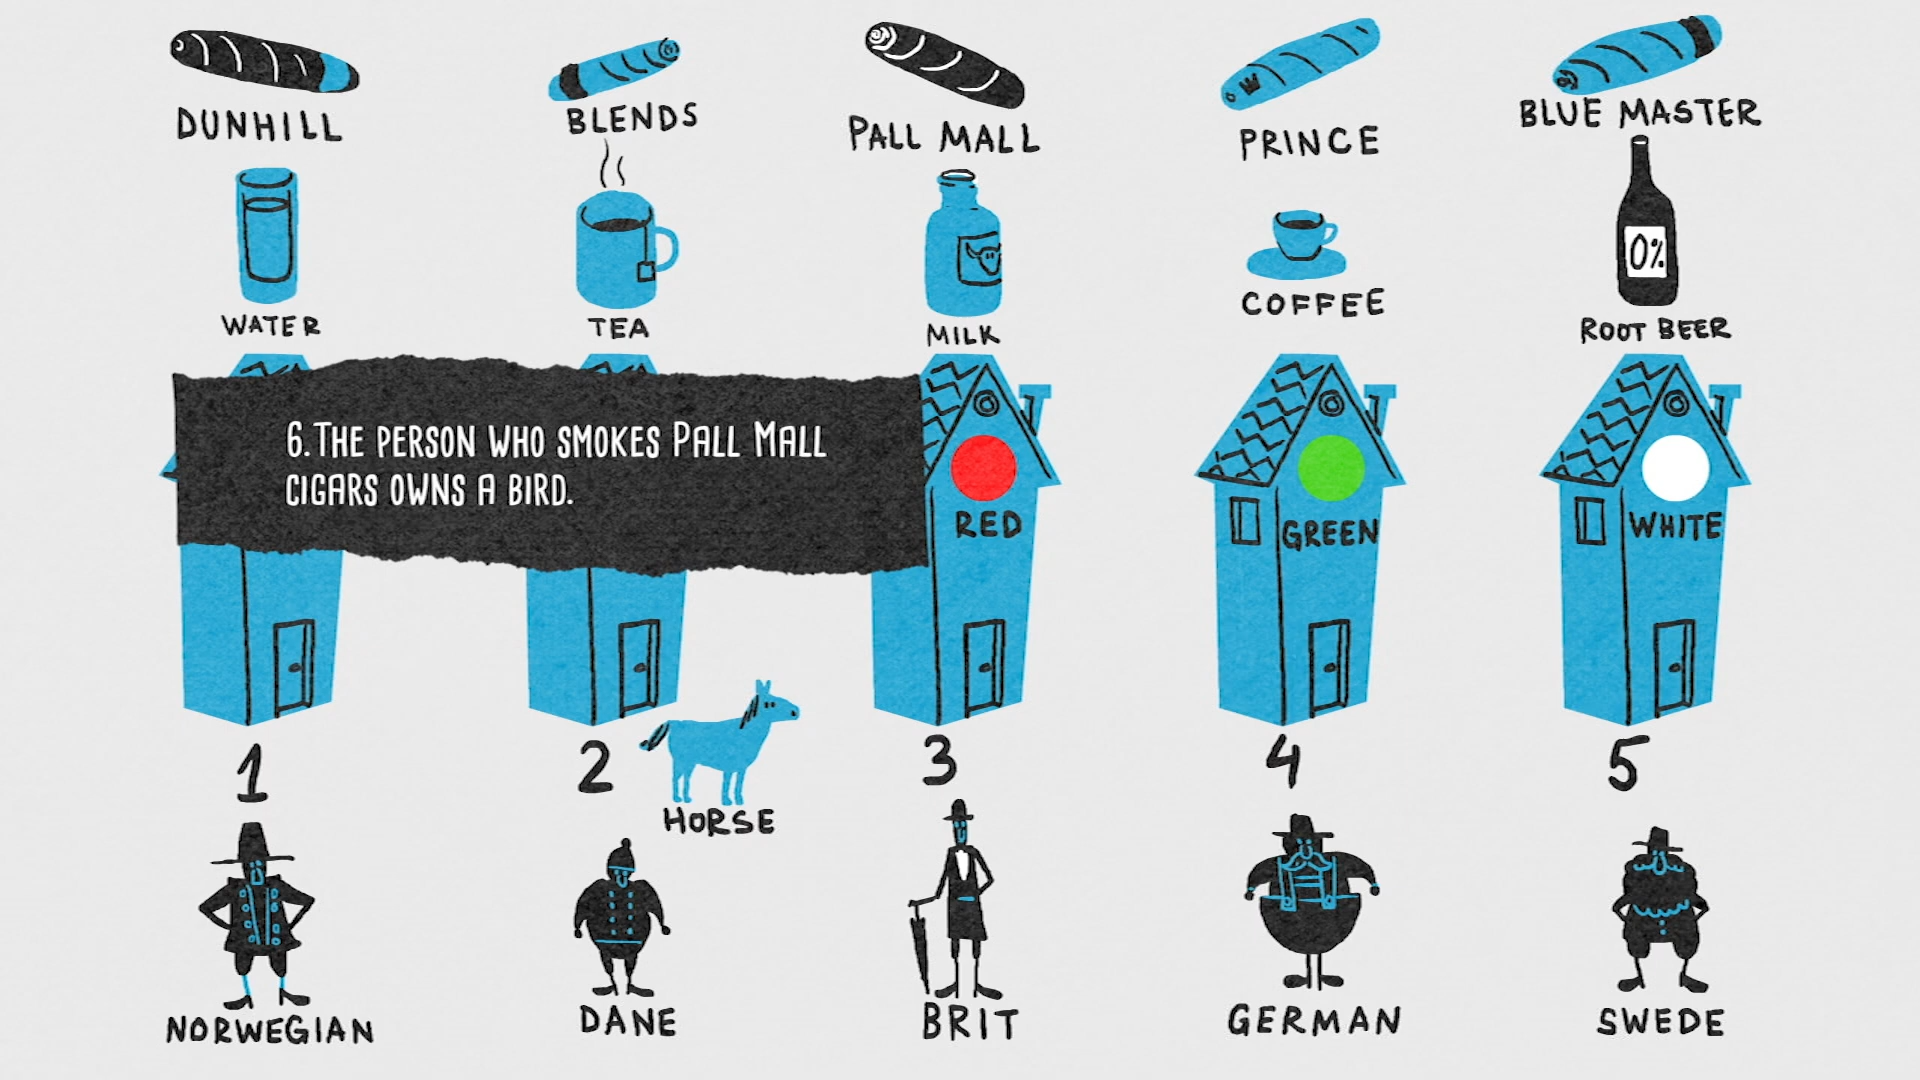 DUNHILL
BLENDS
PALL MALL
PRINCE
BLUE MASTER
WATER
TEA
MILK
COFFEE
0%
ROOT BEER
6. THE PERSON WHO SMOKES PALL MALL
CIGARS OWNS A BIRD.
RED
GREEN
WHITE
1
2
3
4
5
HORSE
NORWEGIAN
DANE
BRIT
GERMAN
SWEDE